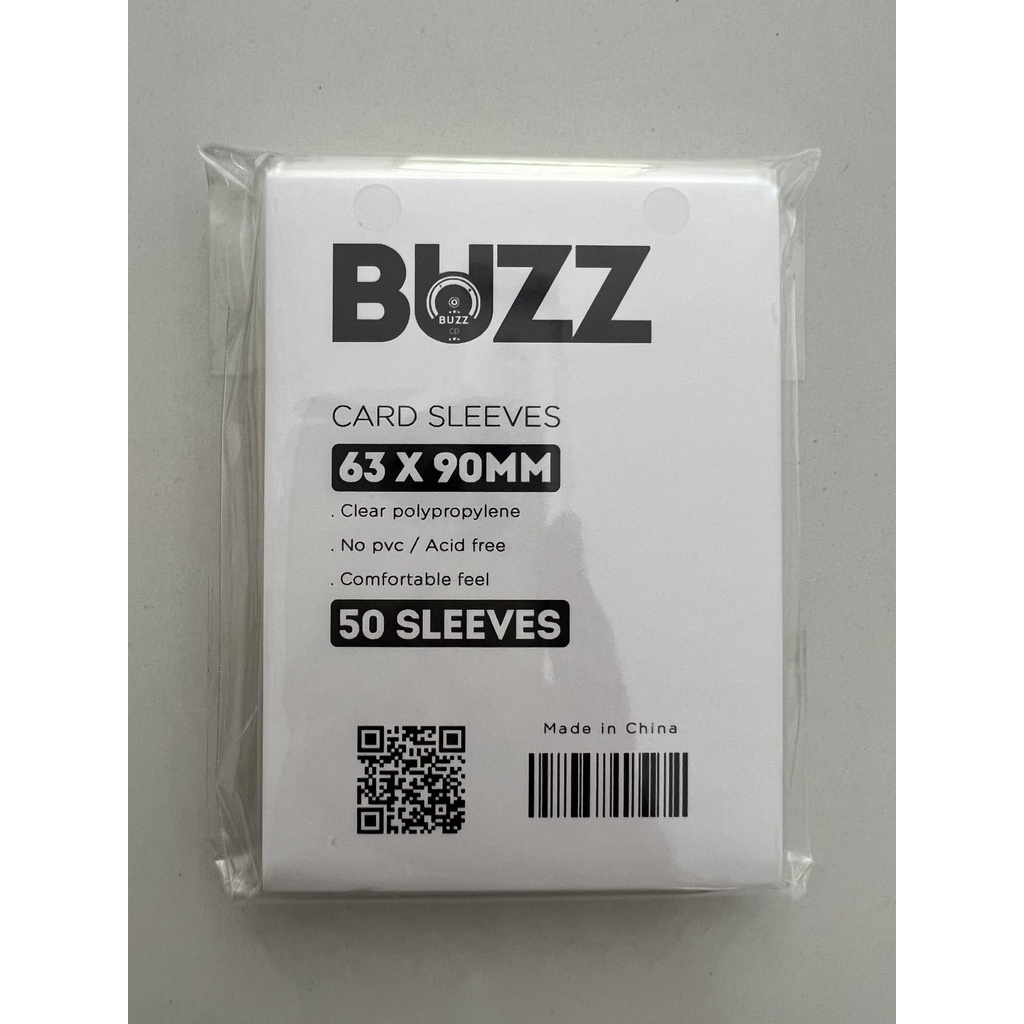 BUZZ
BUZZ
CD
CARD SLEEVES
63 X 90MM
. Clear polypropylene
. No pvc / Acid free
. Comfortable feel
50 SLEEVES
Made in China